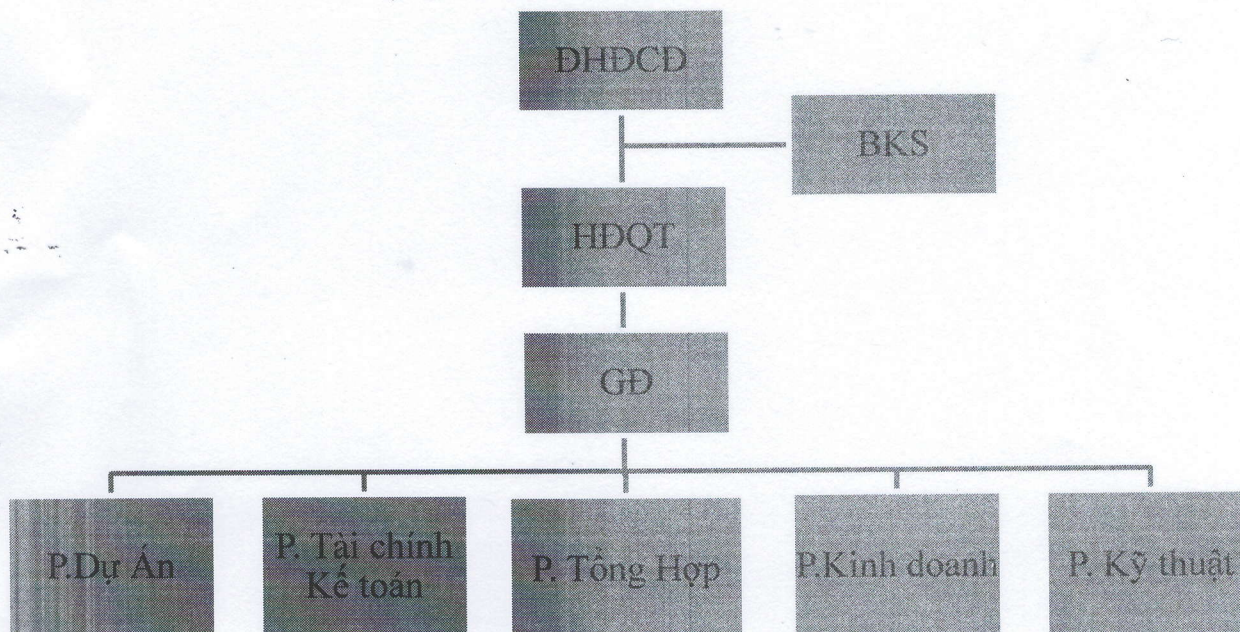 ĐHĐCĐ
BKS
HĐQT
GĐ
P.Dự Án
P. Tài chính
Kế toán
P. Tổng Hợp
P.Kinh doanh
P. Kỹ thuật